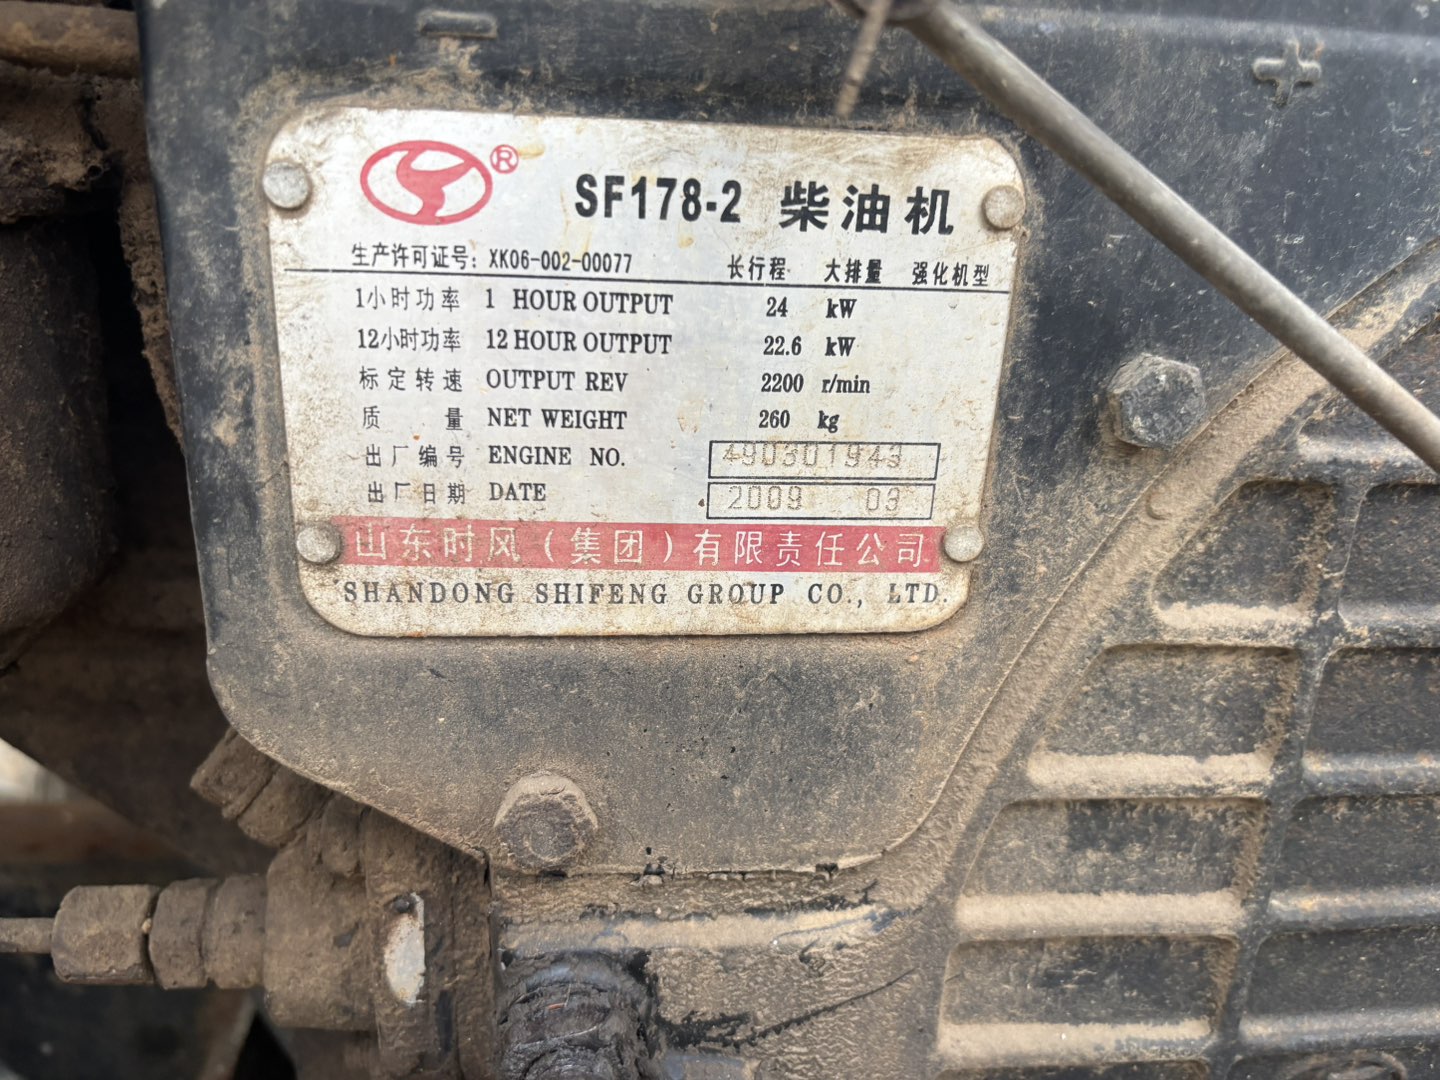 ®
SF178-2 柴油机
生产许可证号: XK06-002-00077
长行程 大排量 强化机型
1小时功率 1 HOUR OUTPUT 24 kW
12小时功率 12 HOUR OUTPUT 22.6 kW
标定转速 OUTPUT REV 2200 r/min
质 量 NET WEIGHT 260 kg
出厂编号 ENGINE NO. 490301943
出厂日期 DATE 2009 03
山东时风(集团)有限责任公司
SHANDONG SHIFENG GROUP CO., LTD.